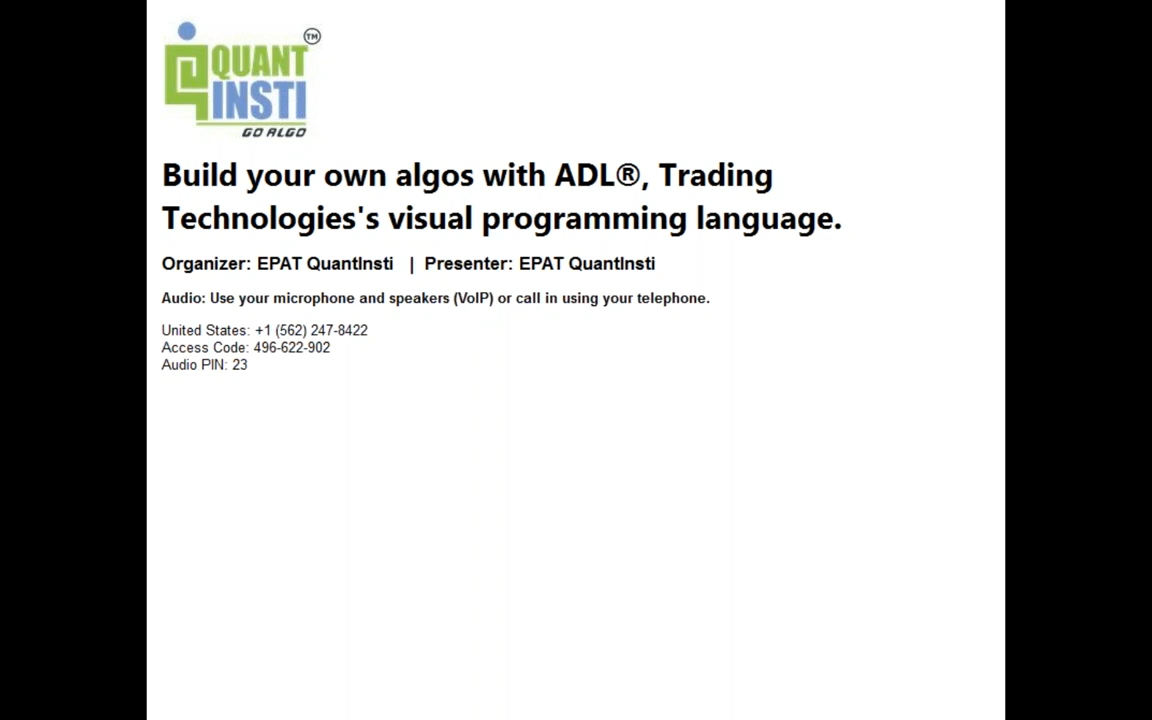 QUANT
INSTI
TM
GO ALGO
Build your own algos with ADL®, Trading
Technologies's visual programming language.
Organizer: EPAT QuantInsti | Presenter: EPAT QuantInsti
Audio: Use your microphone and speakers (VoIP) or call in using your telephone.
United States: +1 (562) 247-8422
Access Code: 496-622-902
Audio PIN: 23